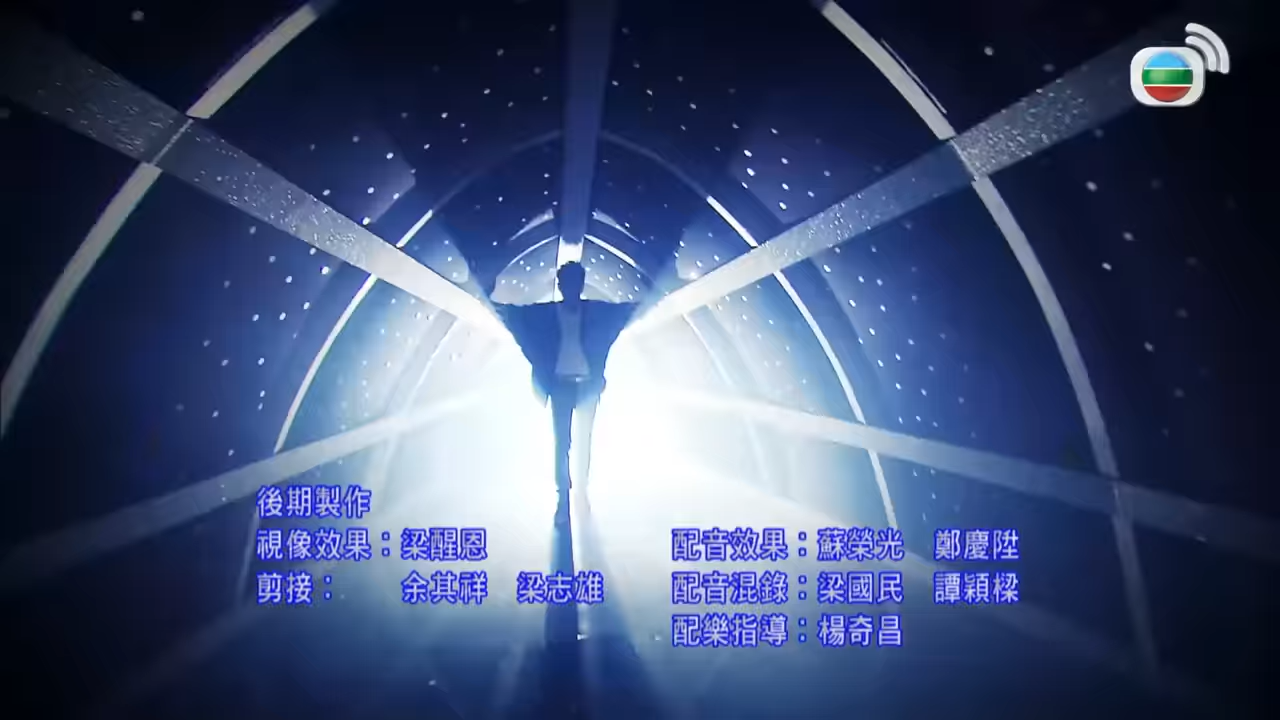 後期製作
視像效果：梁醒恩
剪接： 余其祥 梁志雄
配音效果：蘇榮光 鄭慶陞
配音混錄：梁國民 譚穎樑
配樂指導：楊奇昌